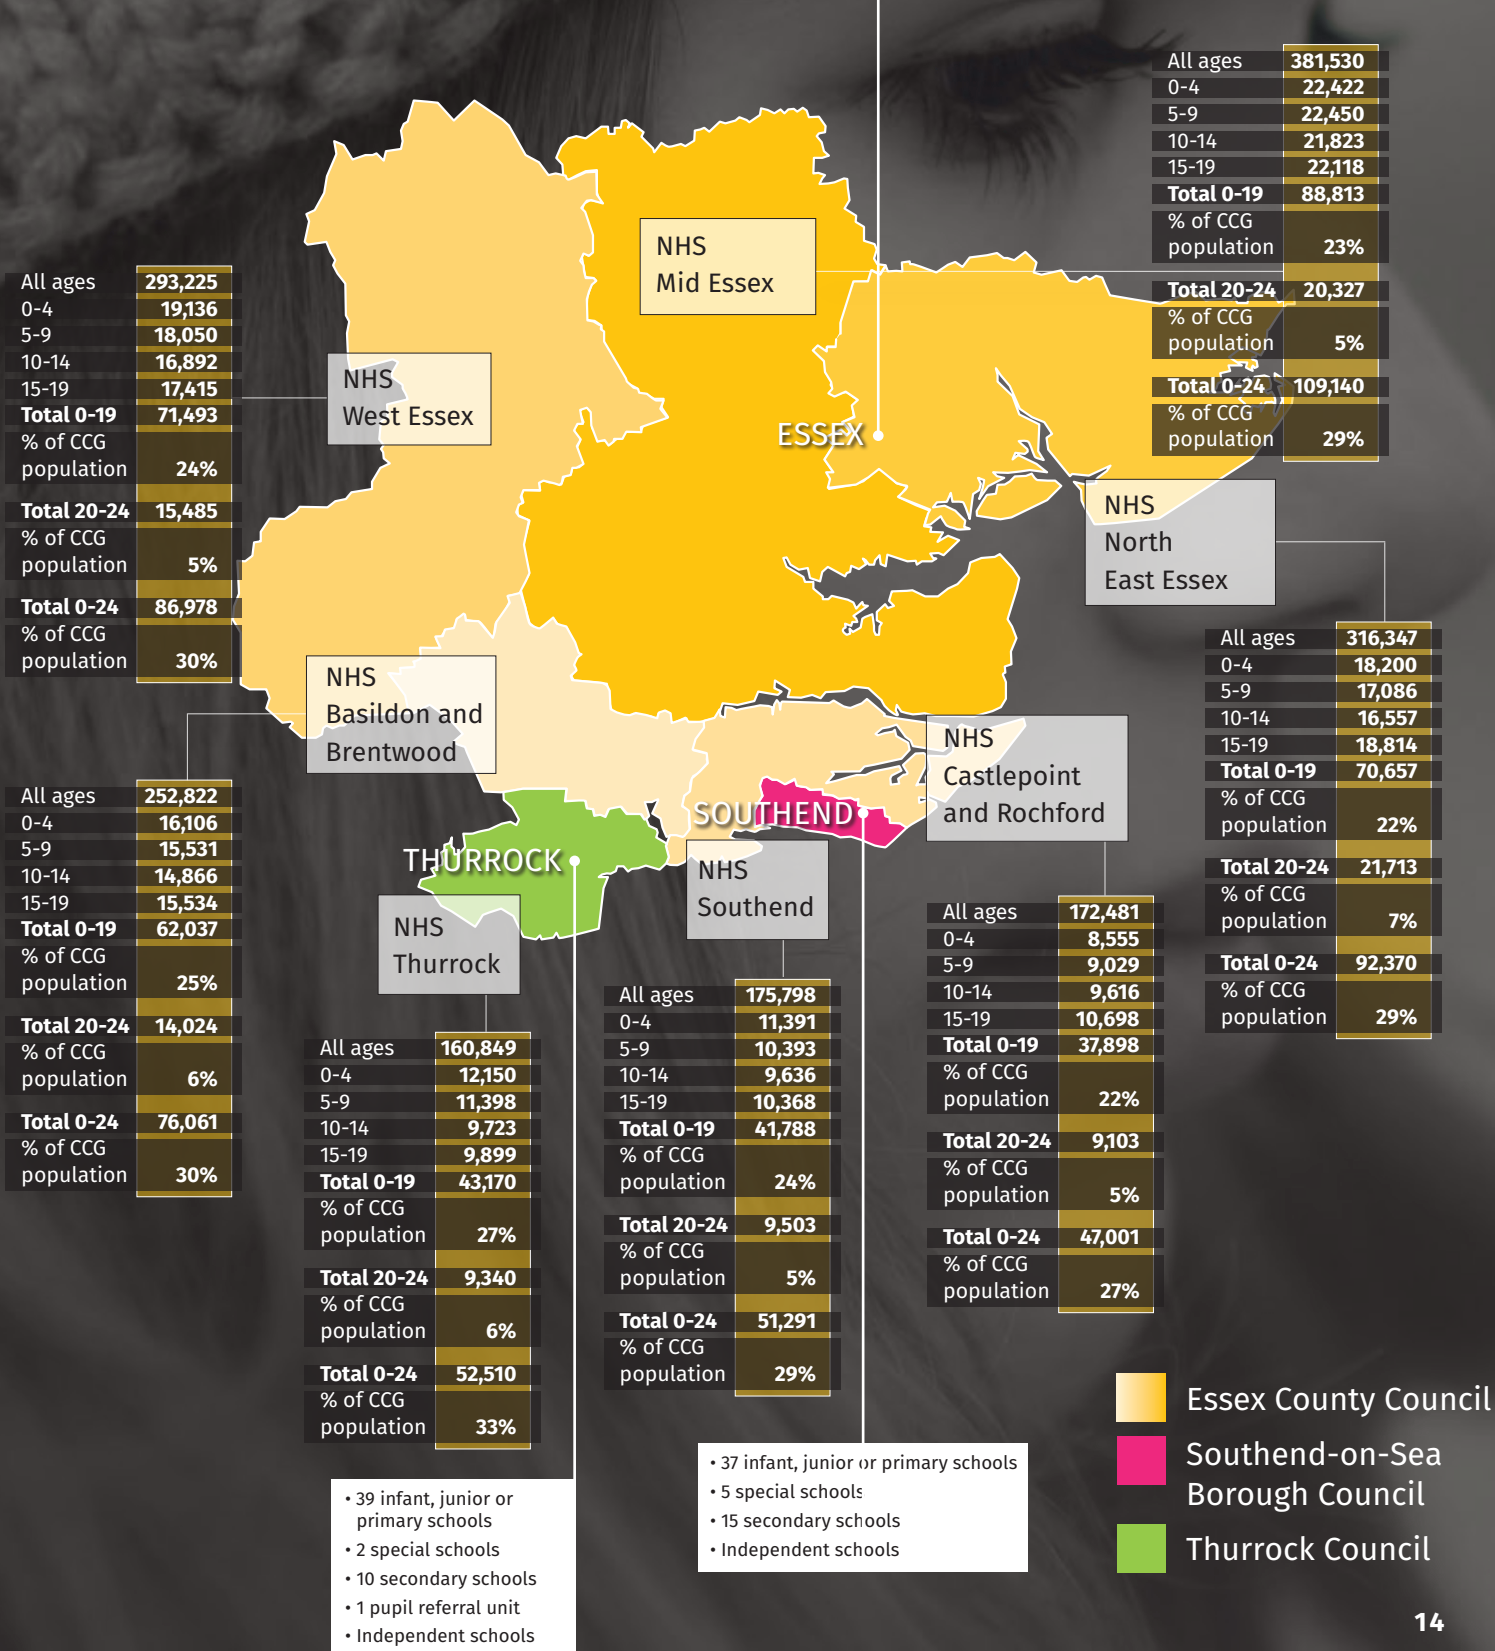 All ages 381,530
0-4 22,422
5-9 22,450
10-14 21,823
15-19 22,118
Total 0-19 88,813
% of CCG
population 23%
Total 20-24 20,327
% of CCG
population 5%
Total 0-24 109,140
% of CCG
population 29%
NHS
Mid Essex
All ages 293,225
0-4 19,136
5-9 18,050
10-14 16,892
15-19 17,415
Total 0-19 71,493
% of CCG
population 24%
Total 20-24 15,485
% of CCG
population 5%
Total 0-24 86,978
% of CCG
population 30%
NHS
West Essex
ESSEX
NHS
North
East Essex
All ages 316,347
0-4 18,200
5-9 17,086
10-14 16,557
15-19 18,814
Total 0-19 70,657
% of CCG
population 22%
Total 20-24 21,713
% of CCG
population 7%
Total 0-24 92,370
% of CCG
population 29%
NHS
Basildon and
Brentwood
All ages 252,822
0-4 16,106
5-9 15,531
10-14 14,866
15-19 15,534
Total 0-19 62,037
% of CCG
population 25%
Total 20-24 14,024
% of CCG
population 6%
Total 0-24 76,061
% of CCG
population 30%
NHS
Castlepoint
and Rochford
All ages 172,481
0-4 8,555
5-9 9,029
10-14 9,616
15-19 10,698
Total 0-19 37,898
% of CCG
population 22%
Total 20-24 9,103
% of CCG
population 5%
Total 0-24 47,001
% of CCG
population 27%
SOUTHEND
THURROCK
NHS
Southend
All ages 175,798
0-4 11,391
5-9 10,393
10-14 9,636
15-19 10,368
Total 0-19 41,788
% of CCG
population 24%
Total 20-24 9,503
% of CCG
population 5%
Total 0-24 51,291
% of CCG
population 29%
NHS
Thurrock
All ages 160,849
0-4 12,150
5-9 11,398
10-14 9,723
15-19 9,899
Total 0-19 43,170
% of CCG
population 27%
Total 20-24 9,340
% of CCG
population 6%
Total 0-24 52,510
% of CCG
population 33%
• 39 infant, junior or
primary schools
• 2 special schools
• 10 secondary schools
• 1 pupil referral unit
• Independent schools
• 37 infant, junior or primary schools
• 5 special schools
• 15 secondary schools
• Independent schools
Essex County Council
Southend-on-Sea
Borough Council
Thurrock Council
14